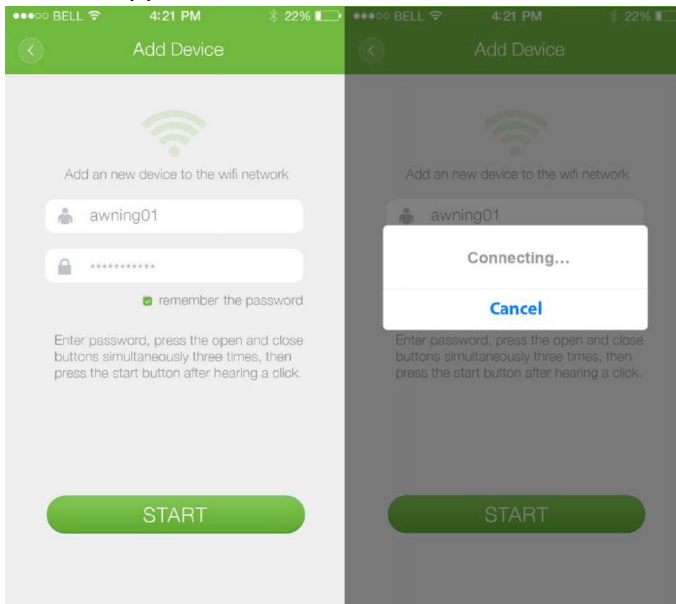 BELL 4:21 PM 22%
Add Device
Add an new device to the wifi network
awning01
***********
remember the password
Enter password, press the open and close
buttons simultaneously three times, then
press the start button after hearing a click.
START
BELL 4:21 PM 22%
Add Device
Add an new device to the wifi network
awning01
Connecting...
Cancel
Enter password, press the open and close
buttons simultaneously three times, then
press the start button after hearing a click.
START